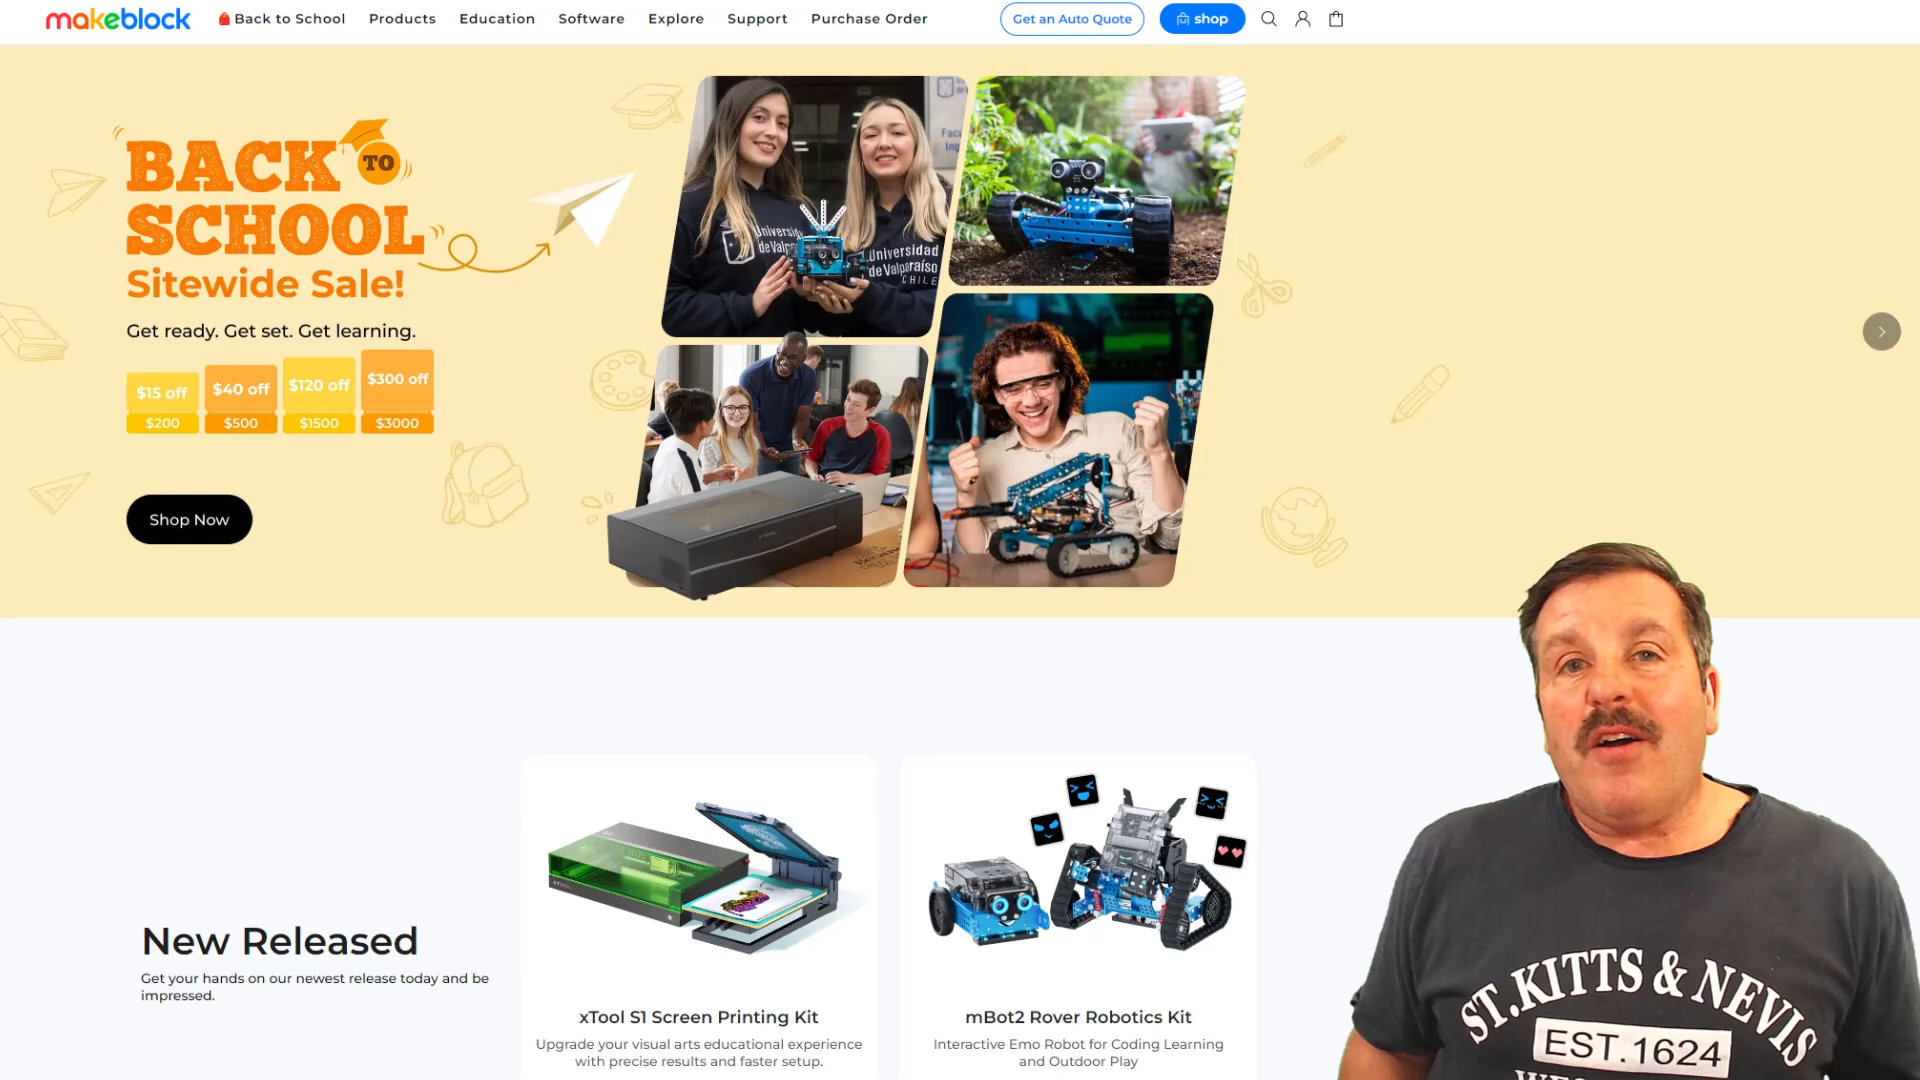 makeblock
Back to School
Products
Education
Software
Explore
Support
Purchase Order
Get an Auto Quote
shop
BACK TO
SCHOOL
Sitewide Sale!
Get ready. Get set. Get learning.
$15 off
$40 off
$120 off
$300 off
$200
$500
$1500
$3000
Shop Now
Universidad
de Valparaíso
CHILE
New Released
Get your hands on our newest release today and be
impressed.
xTool S1 Screen Printing Kit
Upgrade your visual arts educational experience
with precise results and faster setup.
mBot2 Rover Robotics Kit
Interactive Emo Robot for Coding Learning
and Outdoor Play
ST.KITTS & NEVIS
EST.1624